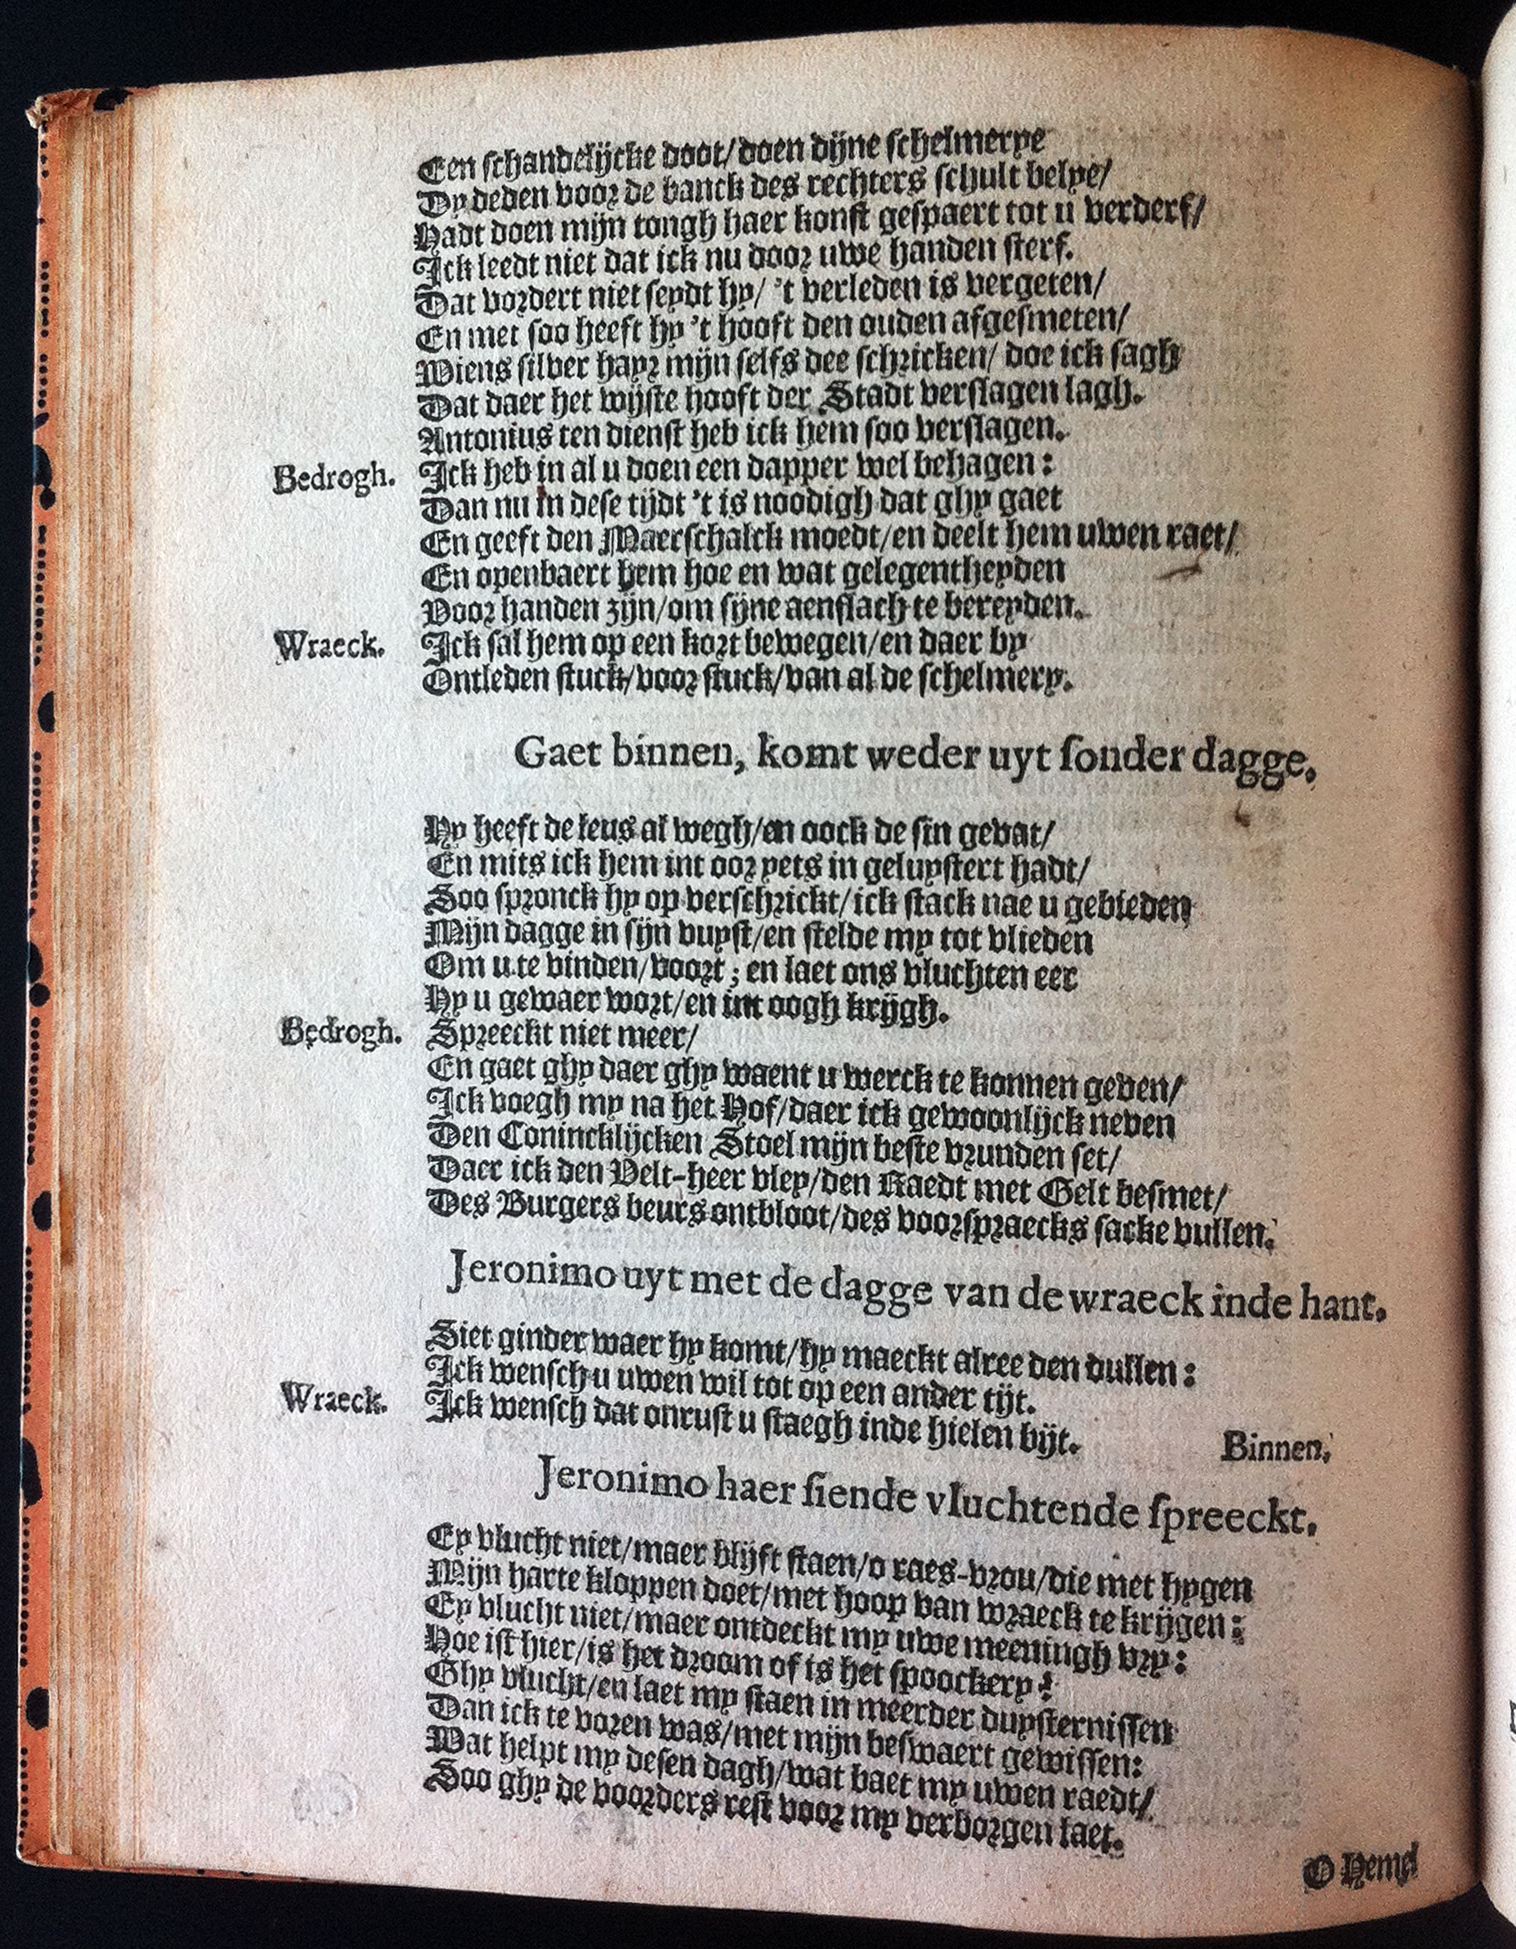 Een schandelijcke doot/doen dijne schelmerye
Dy deden voor de banck des rechters schult belye/
Hadt doen mijn tongh haer konst gespaert tot u verderf/
Ick leedt niet dat ick nu door uwe handen sterf.
Dat vordert niet seydt hy/ 't verleden is vergeten/
En met soo heeft hy 't hooft den ouden afgesmeten/
Wiens silver hayr mijn selfs dee schricken/ doe ick sagh
Dat daer het wijste hooft der Stadt verslagen lagh.
Antonius ten dienst heb ick hem soo verslagen.
Bedrogh. Ick heb in al u doen een dapper wel behagen:
Dan nu in dese tijdt 't is noodigh dat ghy gaet
En geeft den Maerschalck moedt/en deelt hem uwen raet/
En openbaert hem hoe en wat gelegentheyden
Voor handen zijn/om sijne aenslach te bereyden.
Wraeck. Ick sal hem op een kort bewegen/en daer by
Ontleden stuck/voor stuck/van al de schelmery.
Gaet binnen, komt weder uyt sonder dagge.
Hy heeft de leus al wegh/en oock de sin gevat/
En mits ick hem int oor yets in geluystert hadt/
Soo spronck hy op verschrickt/ick stack nae u gebieden
Mijn dagge in sijn vuyst/en stelde my tot vlieden
Om u te vinden/voort; en laet ons vluchten eer
Hy u gewaer wort/en int oogh krijgh.
Bedrogh. Spreeckt niet meer/
En gaet ghy daer ghy waent u werck te konnen geven/
Ick voegh my na het Hof/daer ick gewoonlijck neven
Den Conincklijcken Stoel mijn beste vrunden set/
Daer ick den Velt-heer vley/den Raedt met Gelt besmet/
Des Burgers beurs ontbloot/des voorspraecks sacke vullen.
Jeronimo uyt met de dagge van de wraeck inde hant.
Siet ginder waer hy komt/hy maeckt alree den dullen:
Ick wensch u uwen wil tot op een ander tijt.
Wraeck. Ick wensch dat onrust u staegh inde hielen bijt. Binnen.
Jeronimo haer siende vluchtende spreeckt.
Ey vlucht niet/maer blijft staen/o raes-vrou/die met hygen
Mijn harte kloppen doet/met hoop van wraeck te krijgen:
Ey vlucht niet/maer ontdeckt my uwe meeningh vry:
Hoe ist hier/is het droom of is het spoockery?
Ghy vlucht/en laet my staen in meerder duysternissen
Dan ick te voren was/met mijn beswaert gewissen:
Wat helpt my desen dagh/wat baet my uwen raedt/
Soo ghy de voorders rest voor my verborgen laet.
O Hemel